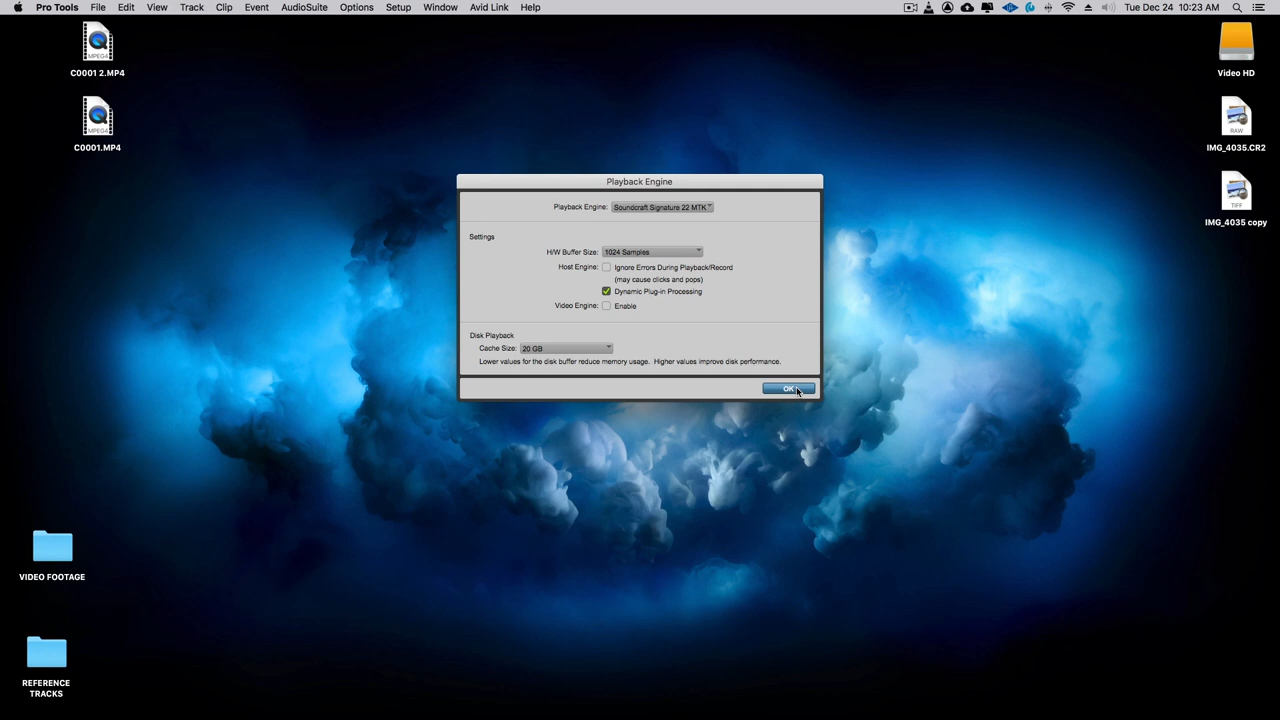 Pro Tools File Edit View Track Clip Event AudioSuite Options Setup Window Avid Link Help Tue Dec 24 10:23 AM
MPEG4
C0001 2.MP4
MPEG4
C0001.MP4
Video HD
RAW
IMG_4035.CR2
TIFF
IMG_4035 copy
Playback Engine
Playback Engine: Soundcraft Signature 22 MTK
Settings
H/W Buffer Size: 1024 Samples
Host Engine: Ignore Errors During Playback/Record
(may cause clicks and pops)
Dynamic Plug-in Processing
Video Engine: Enable
Disk Playback
Cache Size: 20 GB
Lower values for the disk buffer reduce memory usage. Higher values improve disk performance.
OK
VIDEO FOOTAGE
REFERENCE
TRACKS